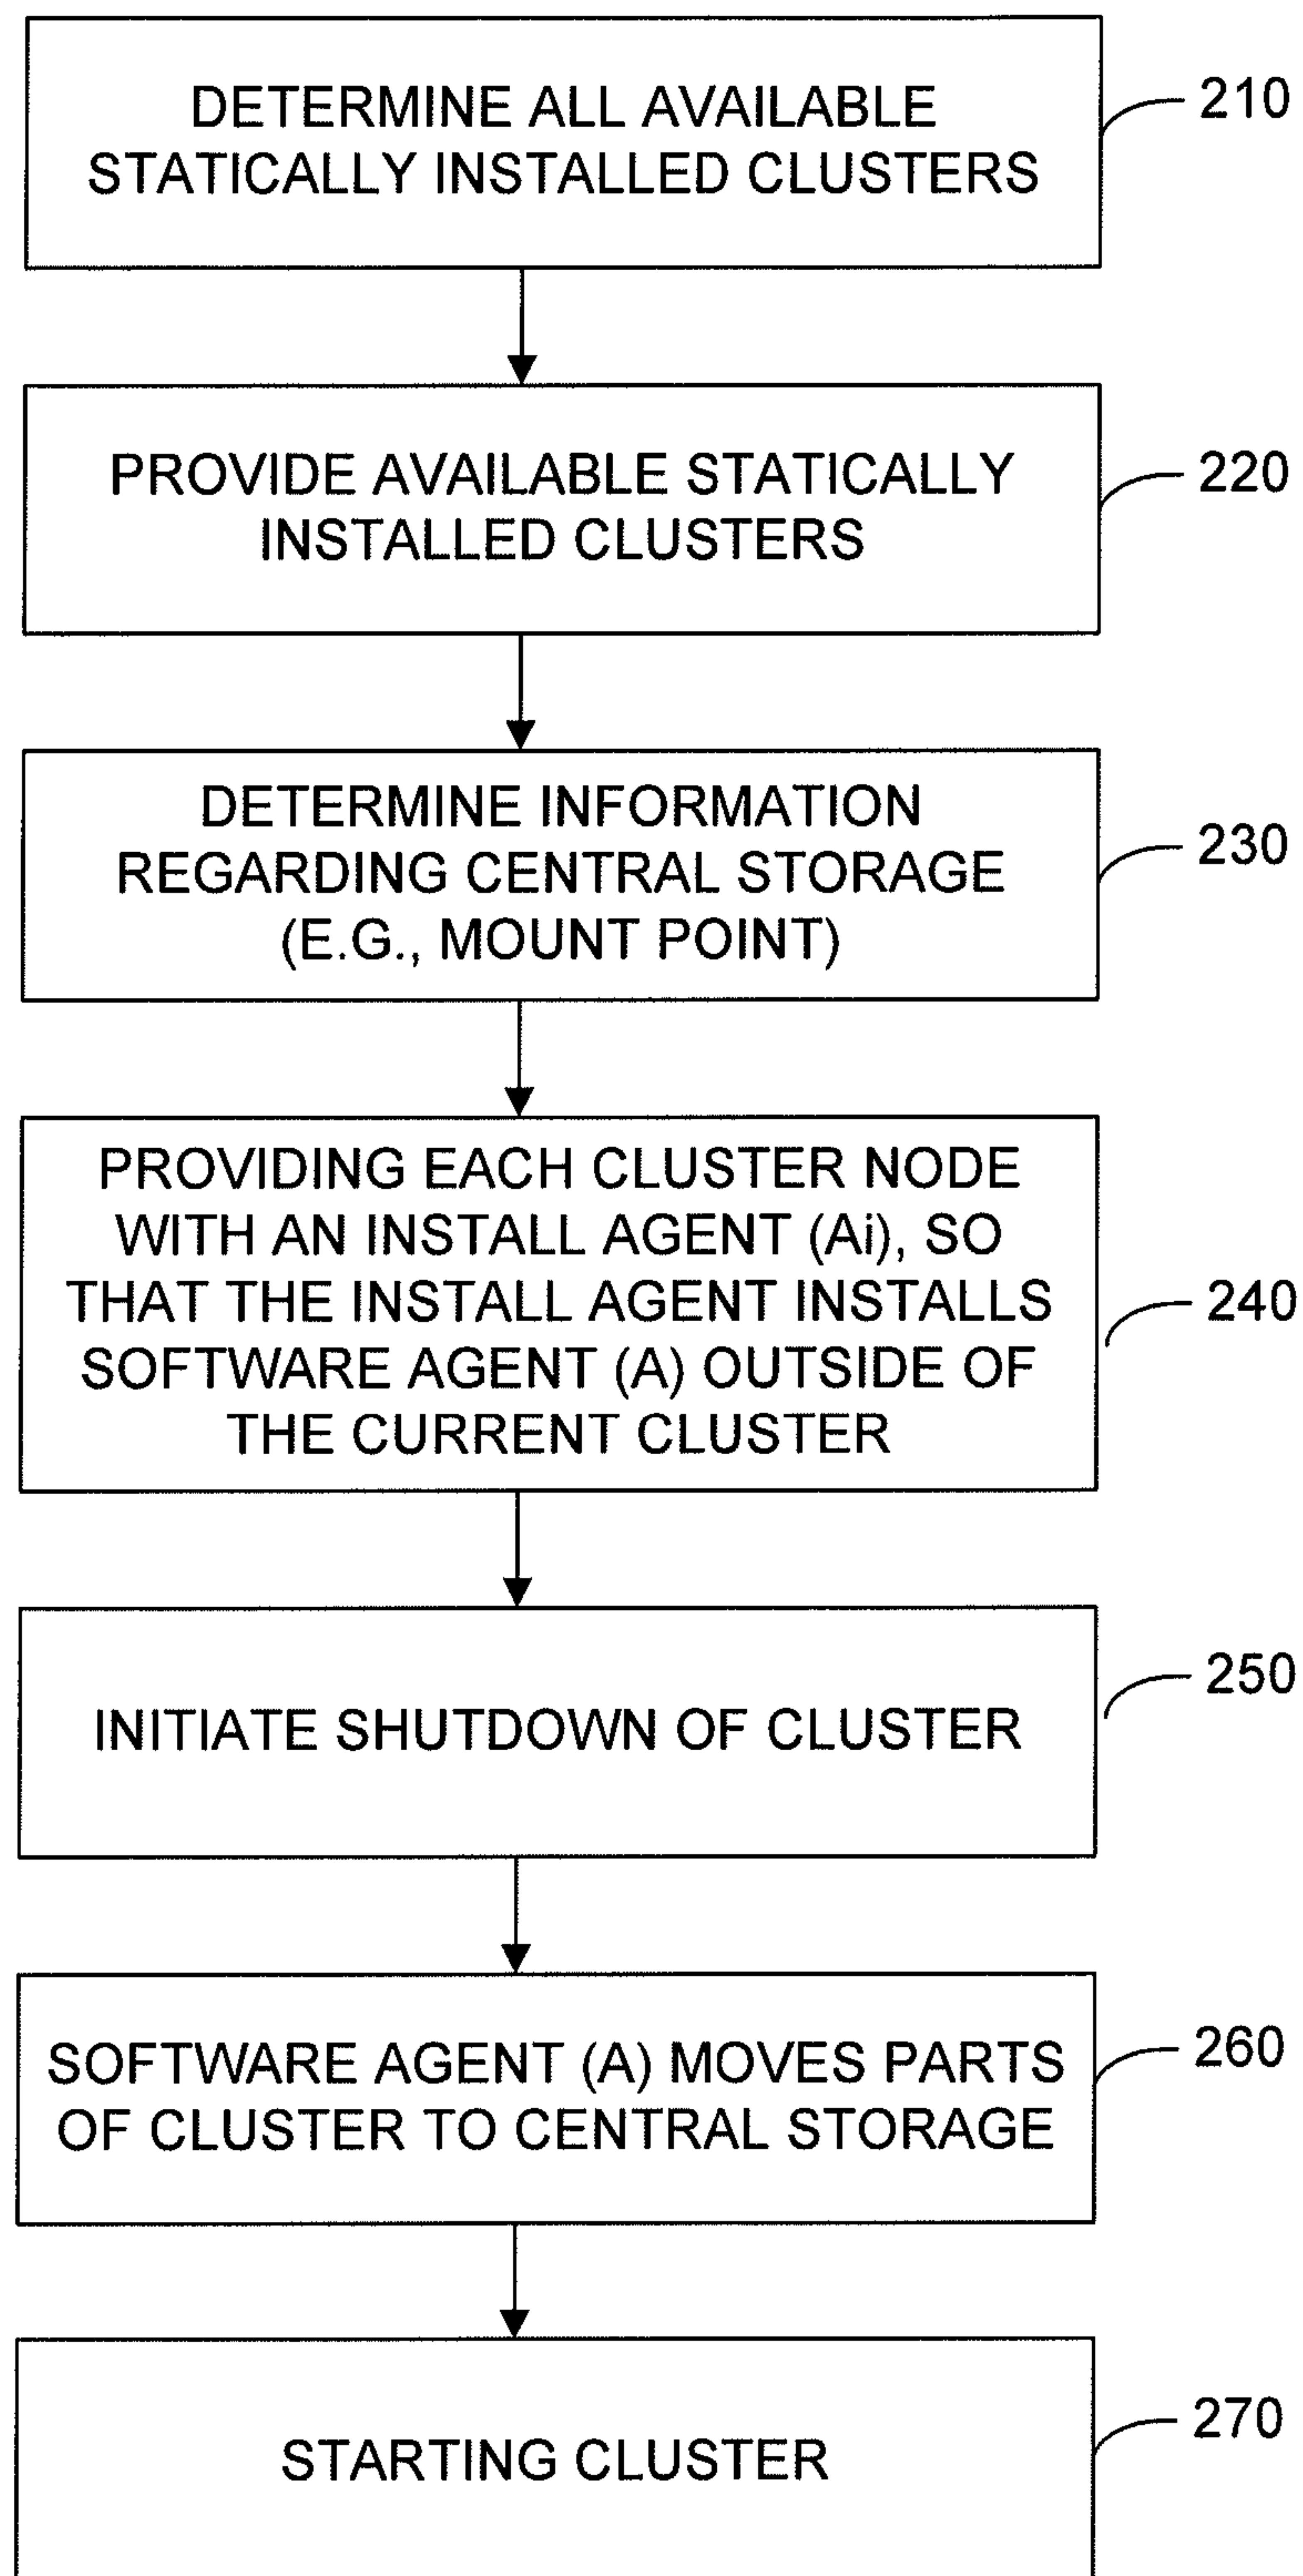 DETERMINE ALL AVAILABLE
STATICALLY INSTALLED CLUSTERS
210
PROVIDE AVAILABLE STATICALLY
INSTALLED CLUSTERS
220
DETERMINE INFORMATION
REGARDING CENTRAL STORAGE
(E.G., MOUNT POINT)
230
PROVIDING EACH CLUSTER NODE
WITH AN INSTALL AGENT (Ai), SO
THAT THE INSTALL AGENT INSTALLS
SOFTWARE AGENT (A) OUTSIDE OF
THE CURRENT CLUSTER
240
INITIATE SHUTDOWN OF CLUSTER
250
SOFTWARE AGENT (A) MOVES PARTS
OF CLUSTER TO CENTRAL STORAGE
260
STARTING CLUSTER
270